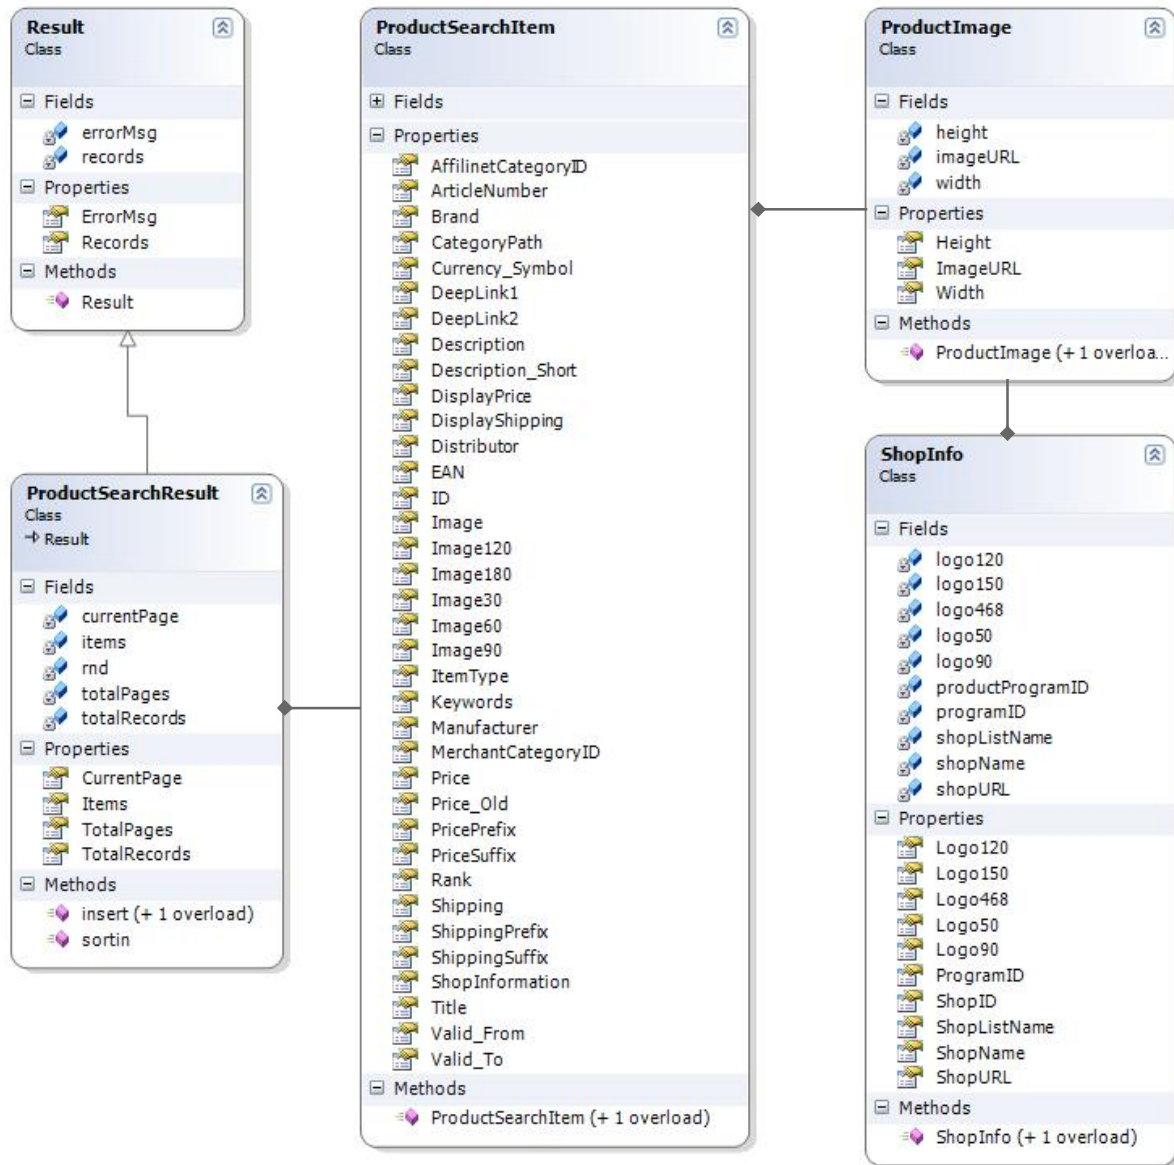 Result
Class
Fields
errorMsg
records
Properties
ErrorMsg
Records
Methods
Result
ProductSearchResult
Class
Result
Fields
currentPage
items
rnd
totalPages
totalRecords
Properties
CurrentPage
Items
TotalPages
TotalRecords
Methods
insert (+ 1 overload)
sortin
ProductSearchItem
Class
Fields
Properties
AffilinetCategoryID
ArticleNumber
Brand
CategoryPath
Currency_Symbol
DeepLink1
DeepLink2
Description
Description_Short
DisplayPrice
DisplayShipping
Distributor
EAN
ID
Image
Image120
Image180
Image30
Image60
Image90
ItemType
Keywords
Manufacturer
MerchantCategoryID
Price
Price_Old
PricePrefix
PriceSuffix
Rank
Shipping
ShippingPrefix
ShippingSuffix
ShopInformation
Title
Valid_From
Valid_To
Methods
ProductSearchItem (+ 1 overload)
ProductImage
Class
Fields
height
imageURL
width
Properties
Height
ImageURL
Width
Methods
ProductImage (+ 1 overloa...
ShopInfo
Class
Fields
logo120
logo150
logo468
logo50
logo90
productProgramID
programID
shopListName
shopName
shopURL
Properties
Logo120
Logo150
Logo468
Logo50
Logo90
ProgramID
ShopID
ShopListName
ShopName
ShopURL
Methods
ShopInfo (+ 1 overload)